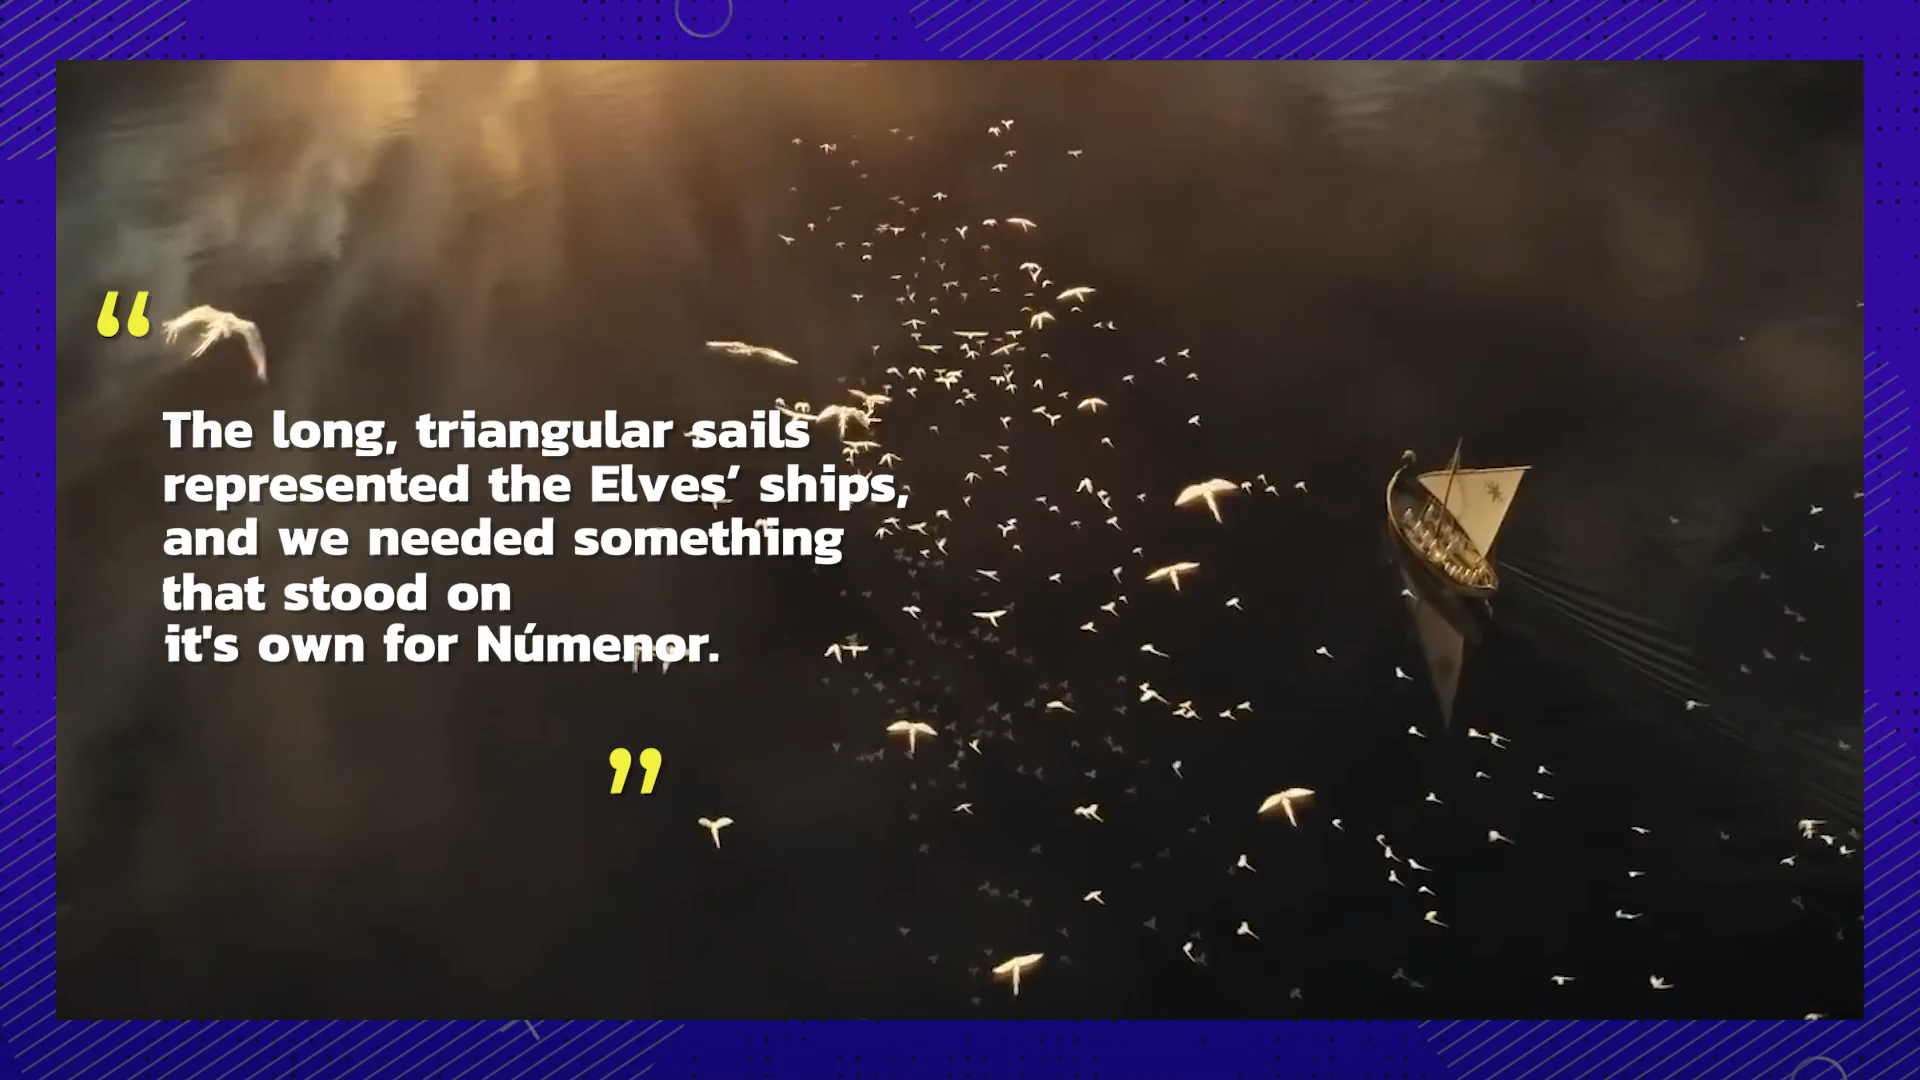 “
The long, triangular sails
represented the Elves’ ships,
and we needed something
that stood on
it's own for Númenor.
”